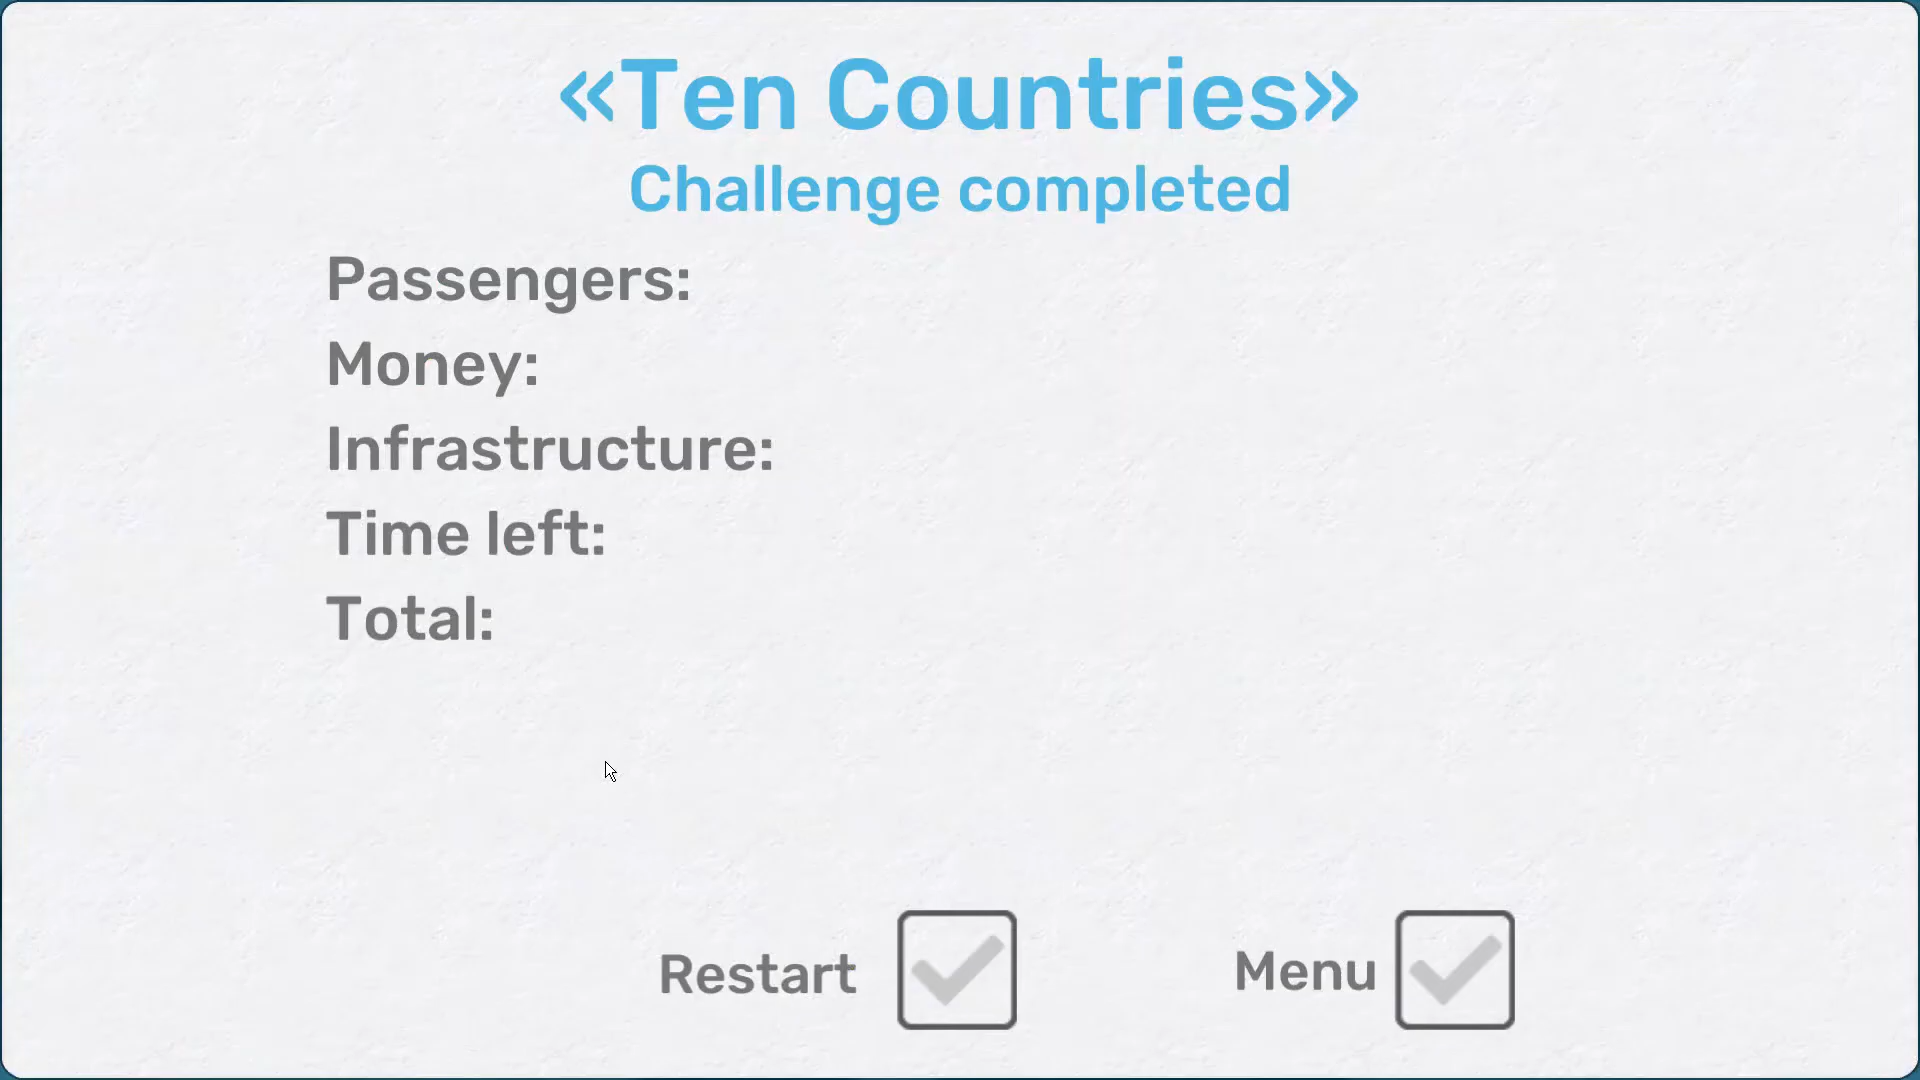 «Ten Countries»
Challenge completed
Passengers:
Money:
Infrastructure:
Time left:
Total:
Restart
Menu